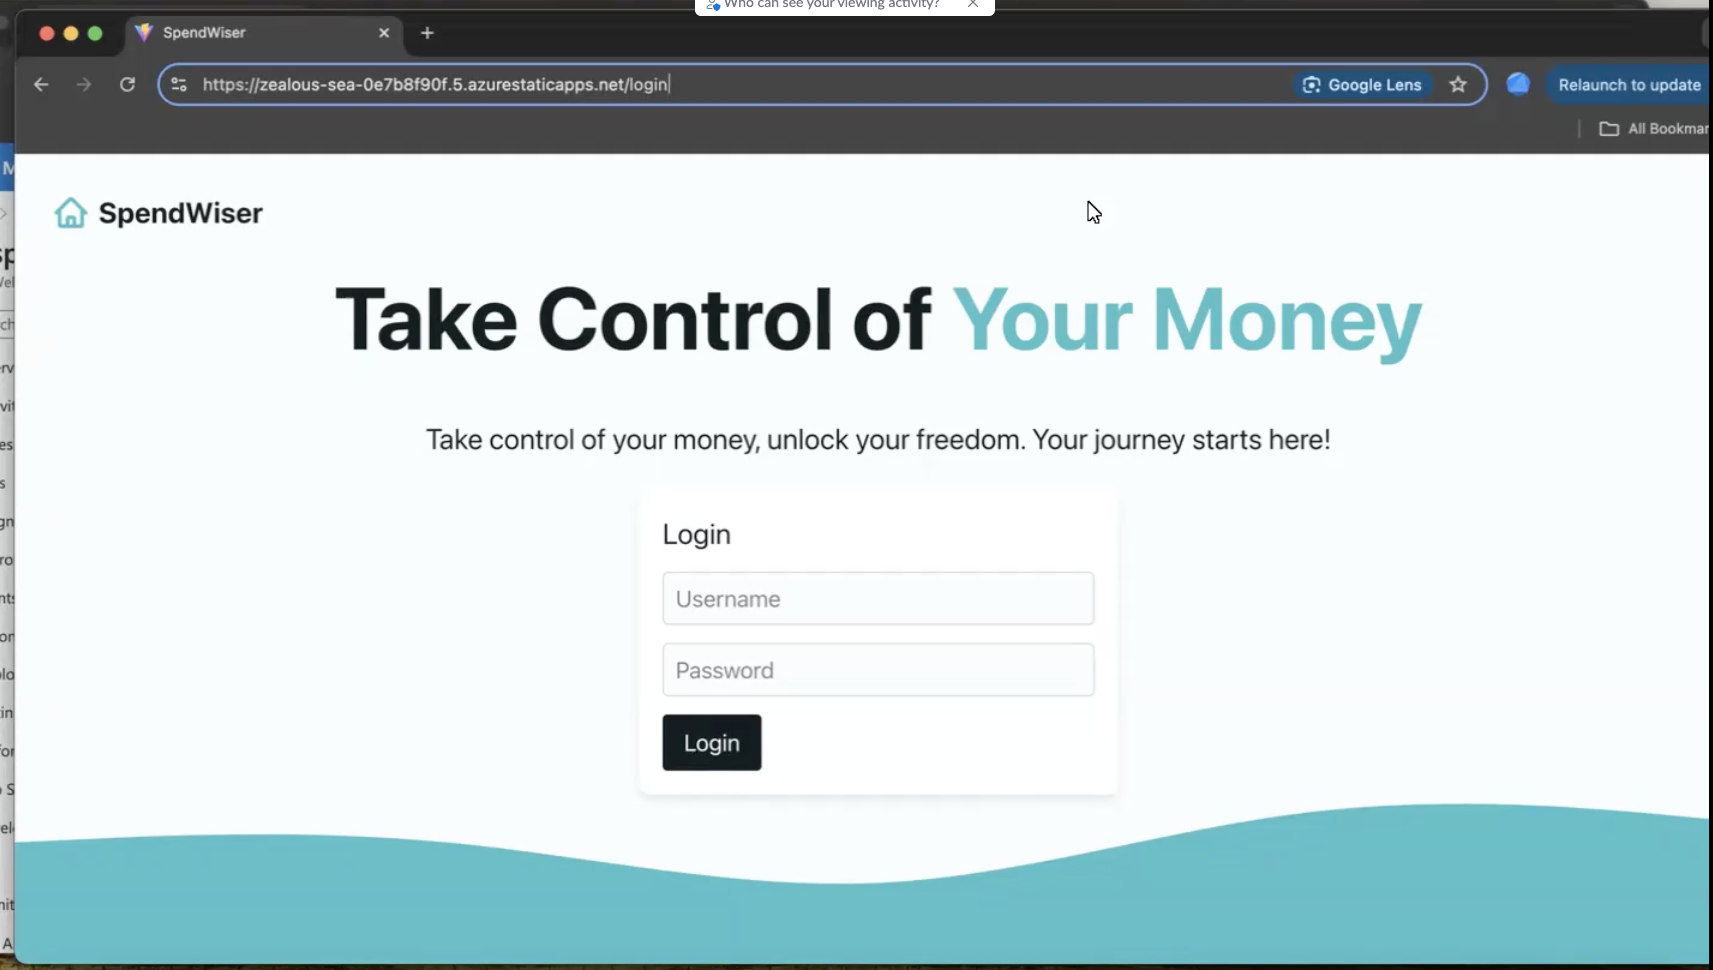 Who can see your viewing activity?
SpendWiser
https://zealous-sea-0e7b8f90f.5.azurestaticapps.net/login
Google Lens
Relaunch to update
All Bookmar
SpendWiser
Take Control of Your Money
Take control of your money, unlock your freedom. Your journey starts here!
Login
Username
Password
Login